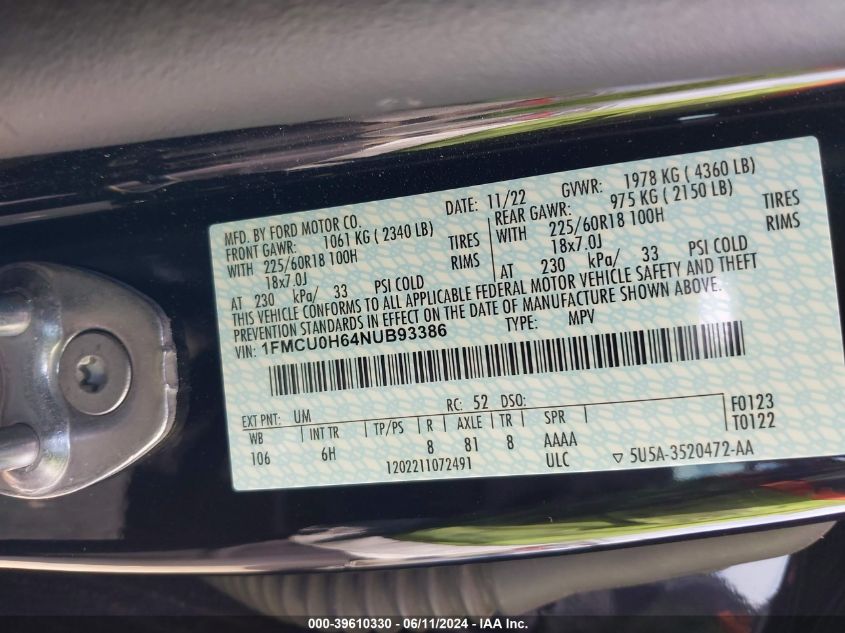 MFD. BY FORD MOTOR CO.
DATE: 11/22 GVWR: 1978 KG ( 4360 LB)
FRONT GAWR: 1061 KG ( 2340 LB) REAR GAWR: 975 KG ( 2150 LB)
WITH 225/60R18 100H TIRES WITH 225/60R18 100H TIRES
18x7.0J RIMS 18x7.0J RIMS
AT 230 kPa/ 33 PSI COLD AT 230 kPa/ 33 PSI COLD
THIS VEHICLE CONFORMS TO ALL APPLICABLE FEDERAL MOTOR VEHICLE SAFETY AND THEFT
PREVENTION STANDARDS IN EFFECT ON THE DATE OF MANUFACTURE SHOWN ABOVE.
VIN: 1FMCU0H64NUB93386 TYPE: MPV
EXT PNT: UM RC: 52 DSO: F0123
WB INT TR TP/PS R AXLE TR SPR T0122
106 6H 8 81 8 AAAA
120221107249​1 ULC ▽ 5U5A-3520472-AA
000-39610330 - 06/11/2024 - IAA Inc.